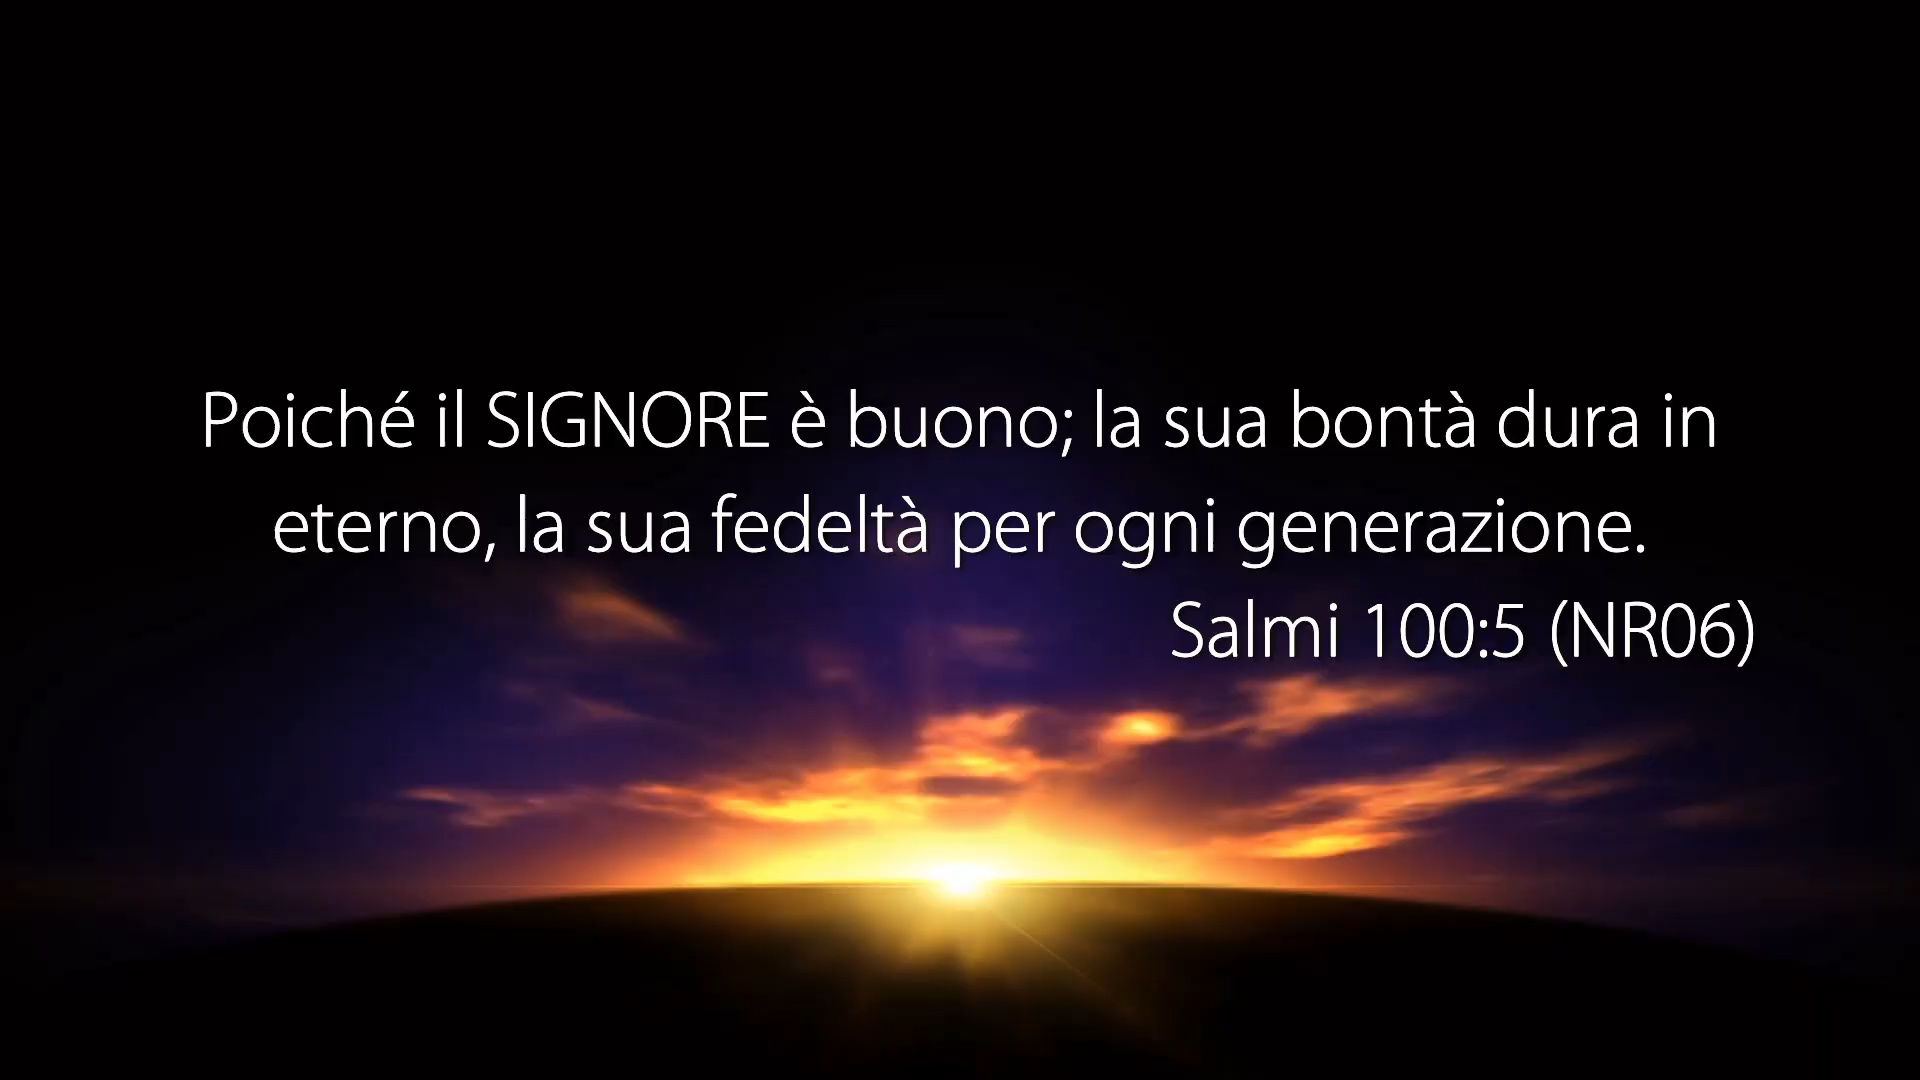 Poiché il SIGNORE è buono; la sua bontà dura in
eterno, la sua fedeltà per ogni generazione.
Salmi 100:5 (NR06)